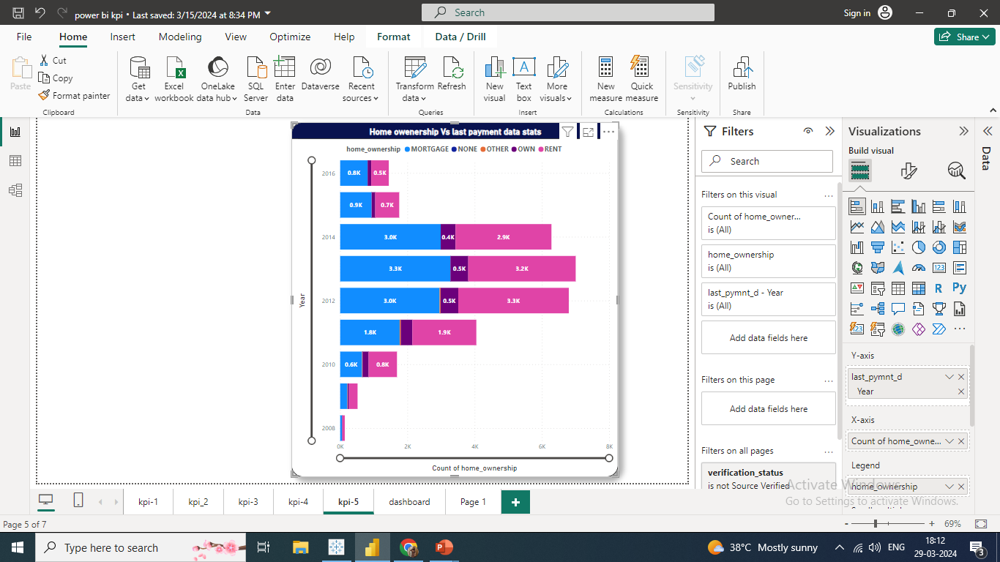 power bi kpi • Last saved: 3/15/2024 at 8:34 PM
Search
Sign in
File Home Insert Modeling View Optimize Help Format Data / Drill
Share
Paste
Cut
Copy
Format painter
Clipboard
Get data
Excel workbook
OneLake data hub
SQL Server
Enter data
Dataverse
Recent sources
Data
Transform data
Refresh
Queries
New visual
Text box
More visuals
Insert
New measure
Quick measure
Calculations
Sensitivity
Sensitivity
Publish
Share
Home owenership Vs last payment data stats
home_ownership MORTGAGE NONE OTHER OWN RENT
2016 0.8K 0.5K
0.9K 0.7K
2014 3.0K 0.4K 2.9K
3.3K 0.5K 3.2K
2012 3.0K 0.5K 3.3K
1.8K 1.9K
2010 0.6K 0.8K
2008
Year
0K 2K 4K 6K 8K
Count of home_ownership
Filters
Search
Filters on this visual
Count of home_owner...
is (All)
home_ownership
is (All)
last_pymnt_d - Year
is (All)
Add data fields here
Filters on this page
Add data fields here
Filters on all pages
verification_status
is not Source Verified
Visualizations
Build visual
123
R
Py
123
Y-axis
last_pymnt_d
Year
X-axis
Count of home_owne...
Legend
home_ownership
Data
Activate Windows
Go to Settings to activate Windows.
kpi-1 kpi_2 kpi-3 kpi-4 kpi-5 dashboard Page 1
Page 5 of 7
- + 69%
Type here to search
38°C Mostly sunny
ENG
18:12
29-03-2024
3